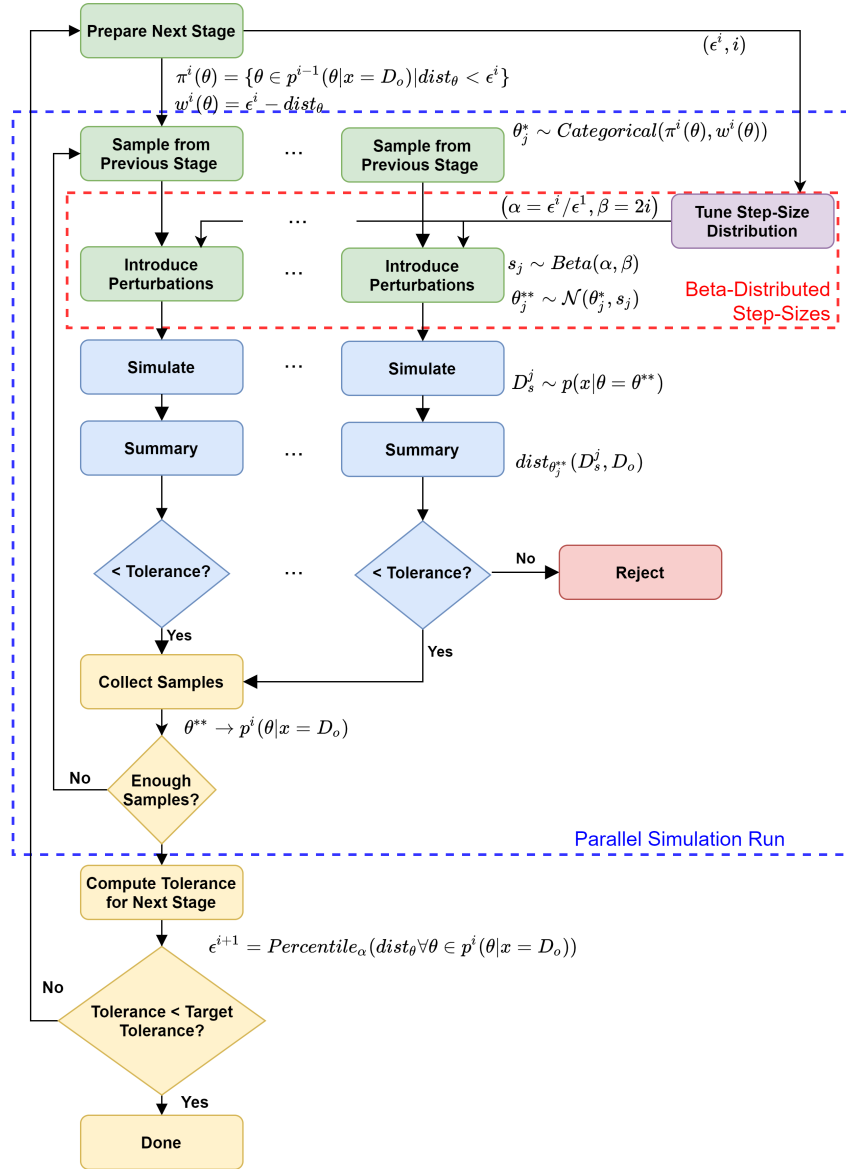 Prepare Next Stage
(ϵ^i, i)
π^i(θ) = {θ ∈ p^{i−1}(θ|x = D_o)|dist_θ < ϵ^i}
w^i(θ) = ϵ^i − dist_θ
Sample from
Previous Stage
...
Sample from
Previous Stage
θ_j^* ∼ Categorical(π^i(θ), w^i(θ))
(α = ϵ^i/ϵ^1, β = 2i)
Tune Step-Size
Distribution
...
Introduce
Perturbations
...
Introduce
Perturbations
s_j ∼ Beta(α, β)
θ_j^{**} ∼ 𝒩(θ_j^*, s_j)
Beta-Distributed
Step-Sizes
Simulate
...
Simulate
D_s^j ∼ p(x|θ = θ^{**})
Summary
...
Summary
dist_{θ_j^{**}}(D_s^j, D_o)
< Tolerance?
...
< Tolerance?
No
Reject
Yes
Yes
Collect Samples
θ^{**} → p^i(θ|x = D_o)
No
Enough
Samples?
Parallel Simulation Run
Compute Tolerance
for Next Stage
ϵ^{i+1} = Percentile_α(dist_θ∀θ ∈ p^i(θ|x = D_o))
No
Tolerance < Target
Tolerance?
Yes
Done